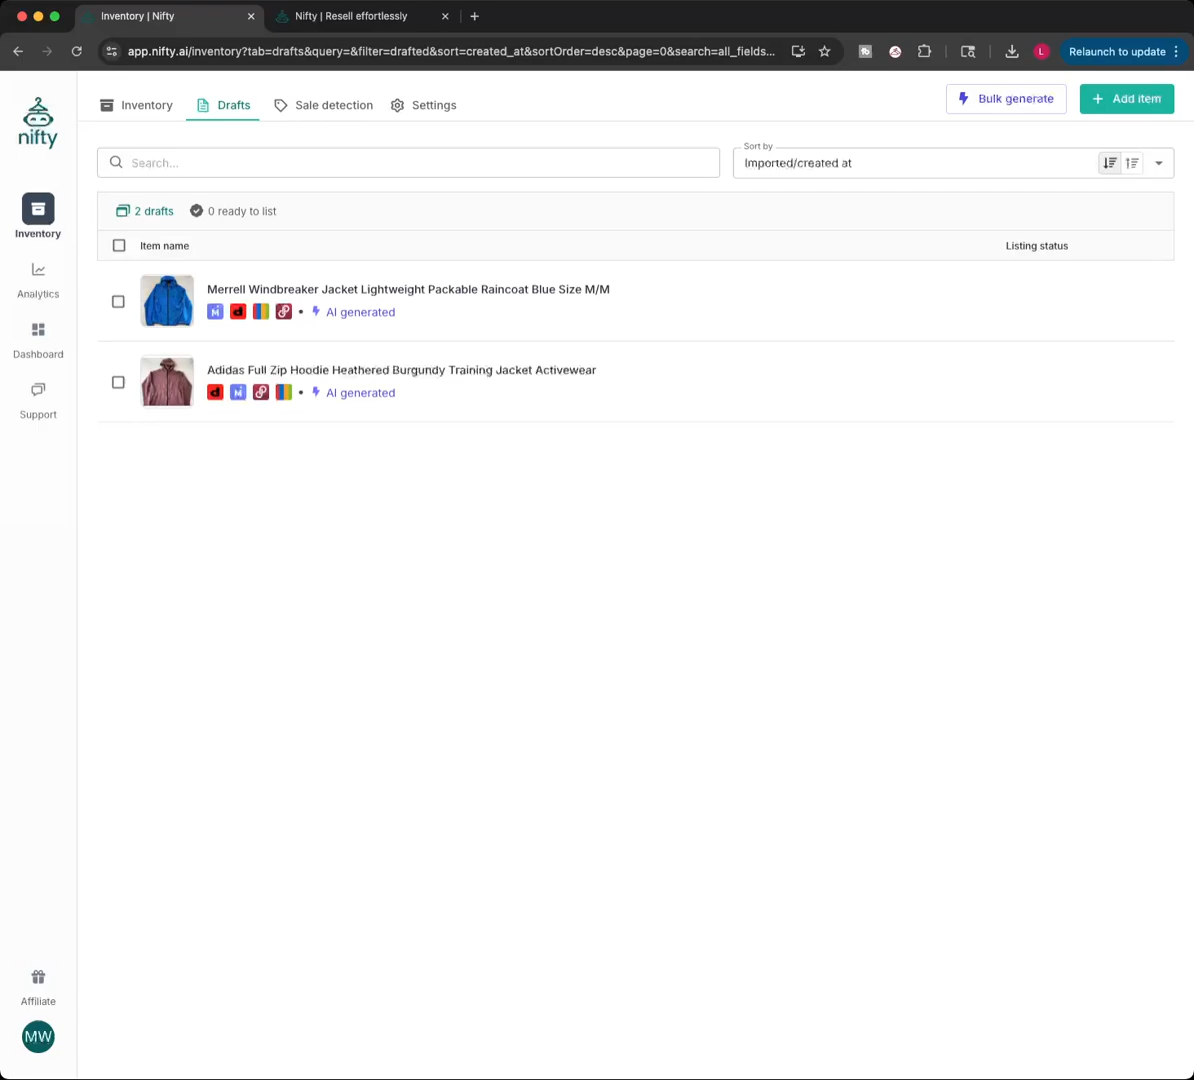 Inventory | Nifty
Nifty | Resell effortlessly
app.nifty.ai/inventory?tab=drafts&query=&filter=drafted&sort=created_at&sortOrder=desc&page=0&search=all_fields...
L
Relaunch to update
nifty
Inventory
Drafts
Sale detection
Settings
Bulk generate
+ Add item
Search...
Sort by
Imported/created at
2 drafts
0 ready to list
Item name
Listing status
Merrell Windbreaker Jacket Lightweight Packable Raincoat Blue Size M/M
M d • AI generated
Adidas Full Zip Hoodie Heathered Burgundy Training Jacket Activewear
d M • AI generated
Inventory
Analytics
Dashboard
Support
Affiliate
MW